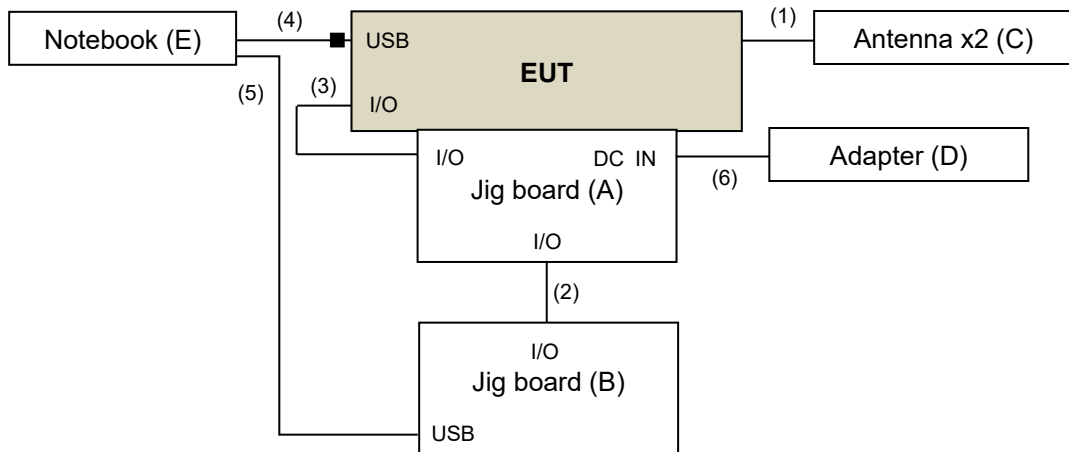 (4)
(1)
Notebook (E)
USB
Antenna x2 (C)
EUT
(5)
(3)
I/O
I/O
DC IN
Adapter (D)
(6)
Jig board (A)
I/O
(2)
I/O
Jig board (B)
USB